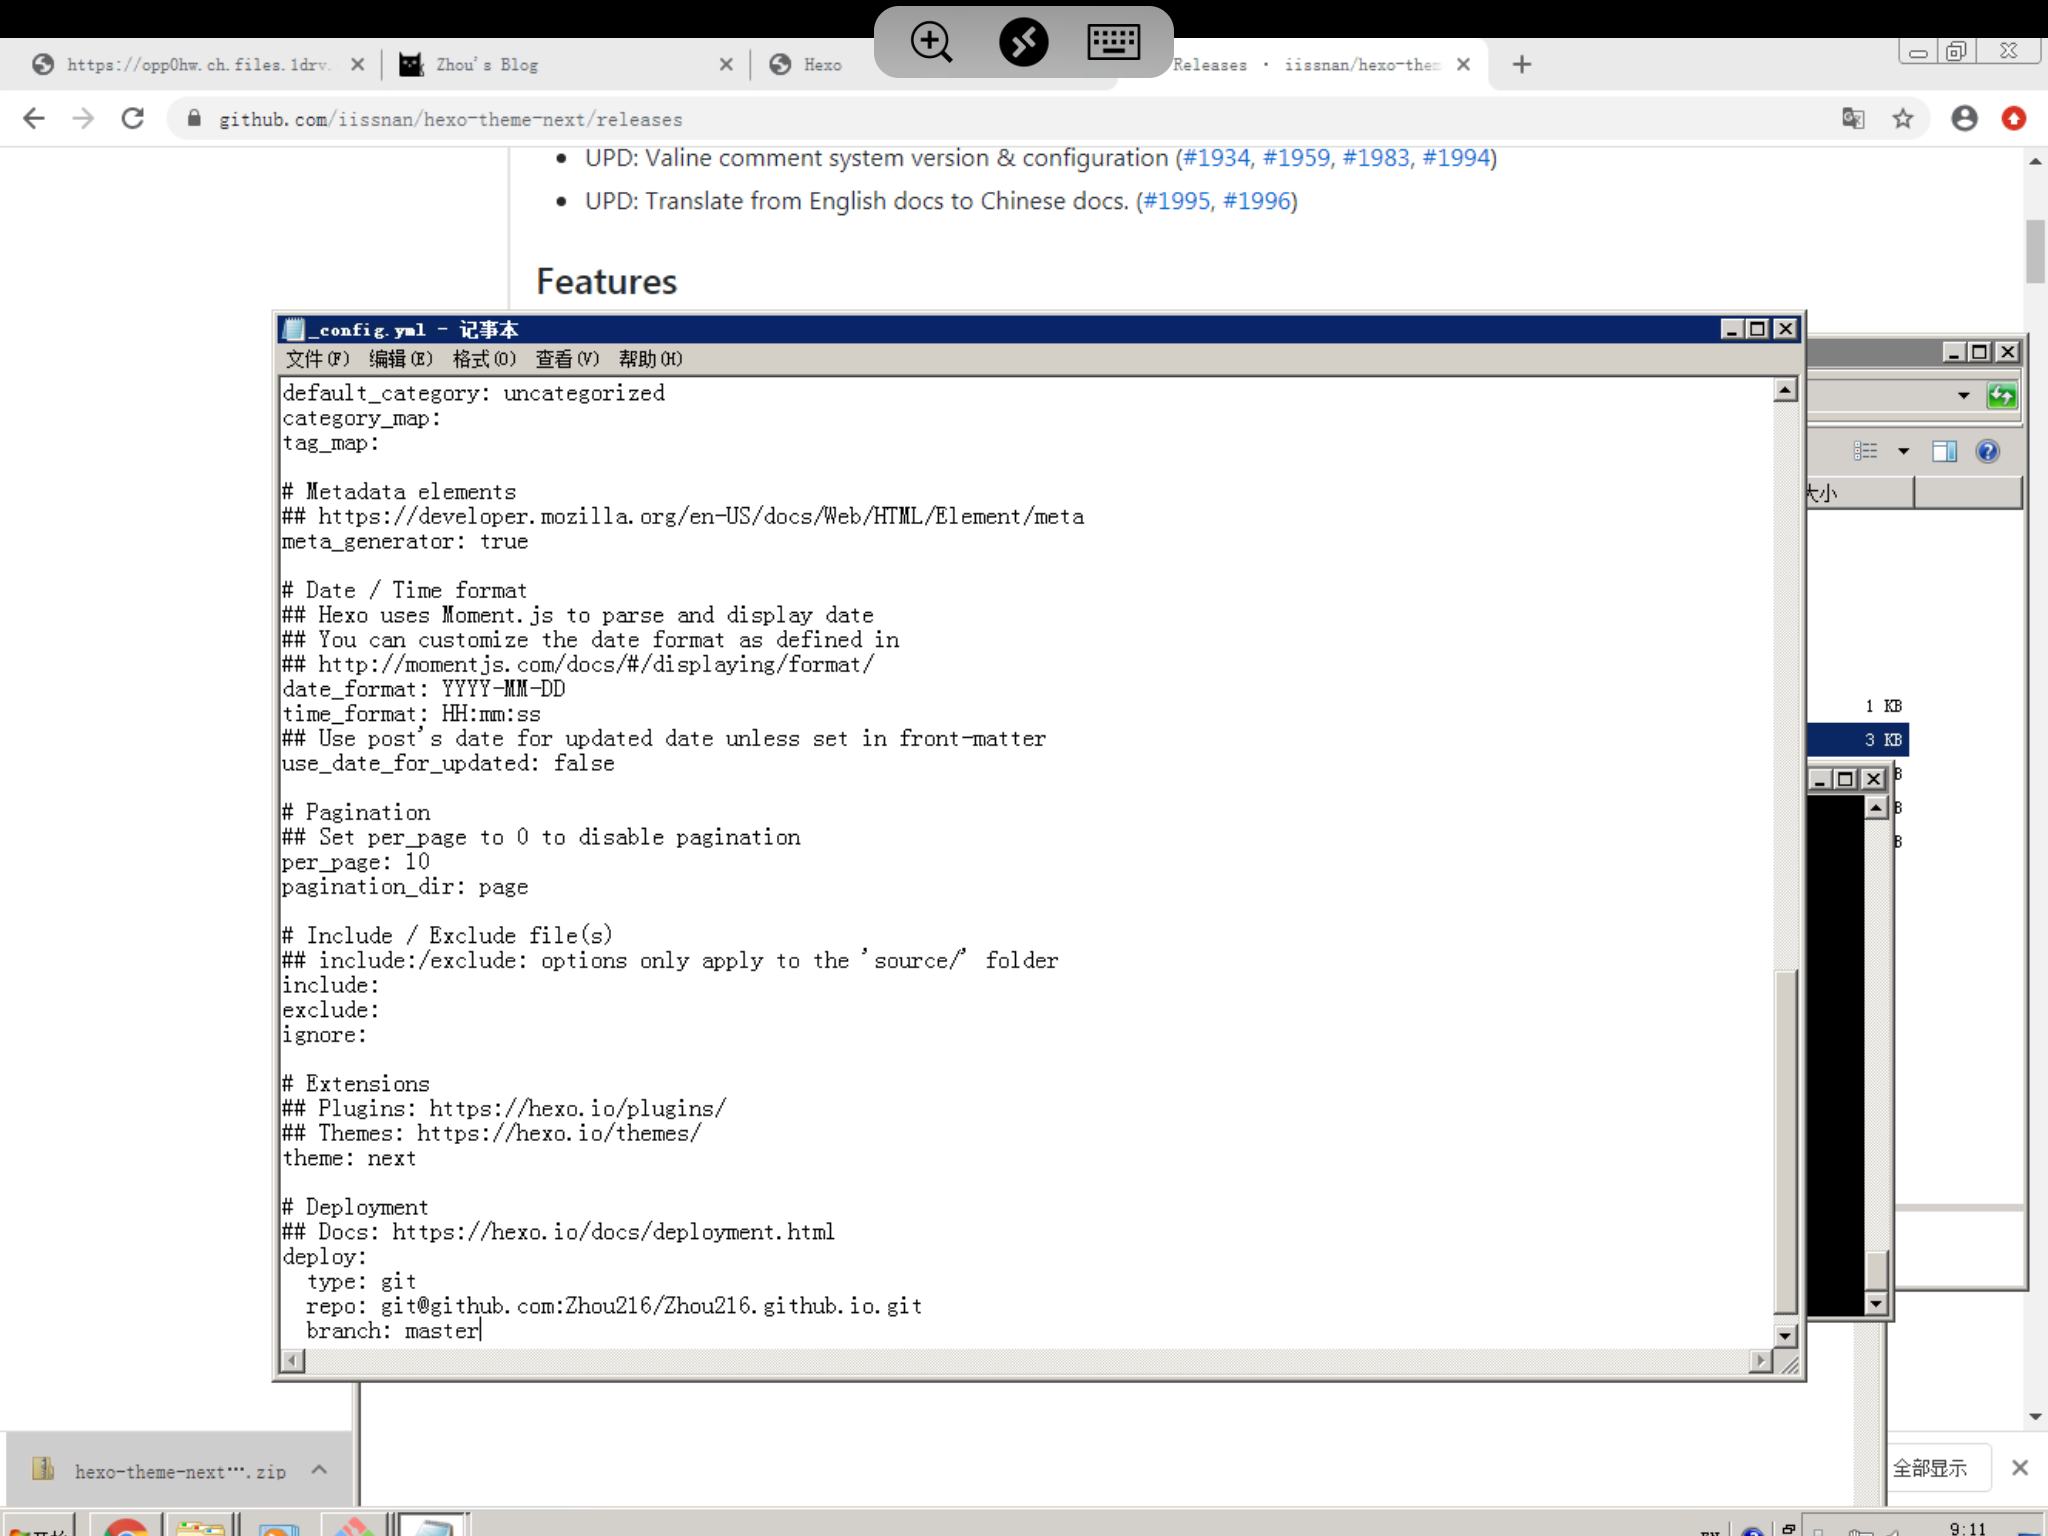 https://opp0hw.ch.files.1drv.
Zhou's Blog
Hexo
Releases · iissnan/hexo-them
github.com/iissnan/hexo-theme-next/releases
UPD: Valine comment system version & configuration (#1934, #1959, #1983, #1994)
UPD: Translate from English docs to Chinese docs. (#1995, #1996)
Features
_config.yml - 记事本
文件(F) 编辑(E) 格式(O) 查看(V) 帮助(H)
default_category: uncategorized
category_map:
tag_map:
# Metadata elements
## https://developer.mozilla.org/en-US/docs/Web/HTML/Element/meta
meta_generator: true
# Date / Time format
## Hexo uses Moment.js to parse and display date
## You can customize the date format as defined in
## http://momentjs.com/docs/#/displaying/format/
date_format: YYYY-MM-DD
time_format: HH:mm:ss
## Use post's date for updated date unless set in front-matter
use_date_for_updated: false
# Pagination
## Set per_page to 0 to disable pagination
per_page: 10
pagination_dir: page
# Include / Exclude file(s)
## include:/exclude: options only apply to the 'source/' folder
include:
exclude:
ignore:
# Extensions
## Plugins: https://hexo.io/plugins/
## Themes: https://hexo.io/themes/
theme: next
# Deployment
## Docs: https://hexo.io/docs/deployment.html
deploy:
  type: git
  repo: git@github.com:Zhou216/Zhou216.github.io.git
  branch: master
大小
1 KB
3 KB
B
B
B
hexo-theme-next….zip
全部显示
开始
EN
9:11